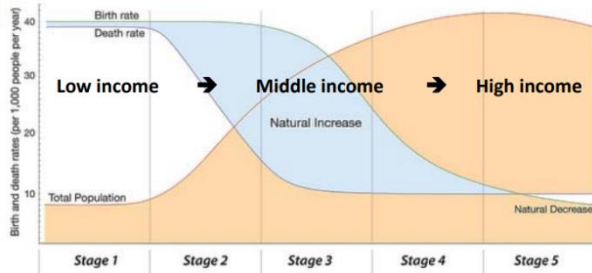 Birth and death rates (per 1,000 people per year)
40
30
20
10
Birth rate
Death rate
Low income → Middle income → High income
Natural Increase
Total Population
Natural Decrease
Stage 1 Stage 2 Stage 3 Stage 4 Stage 5